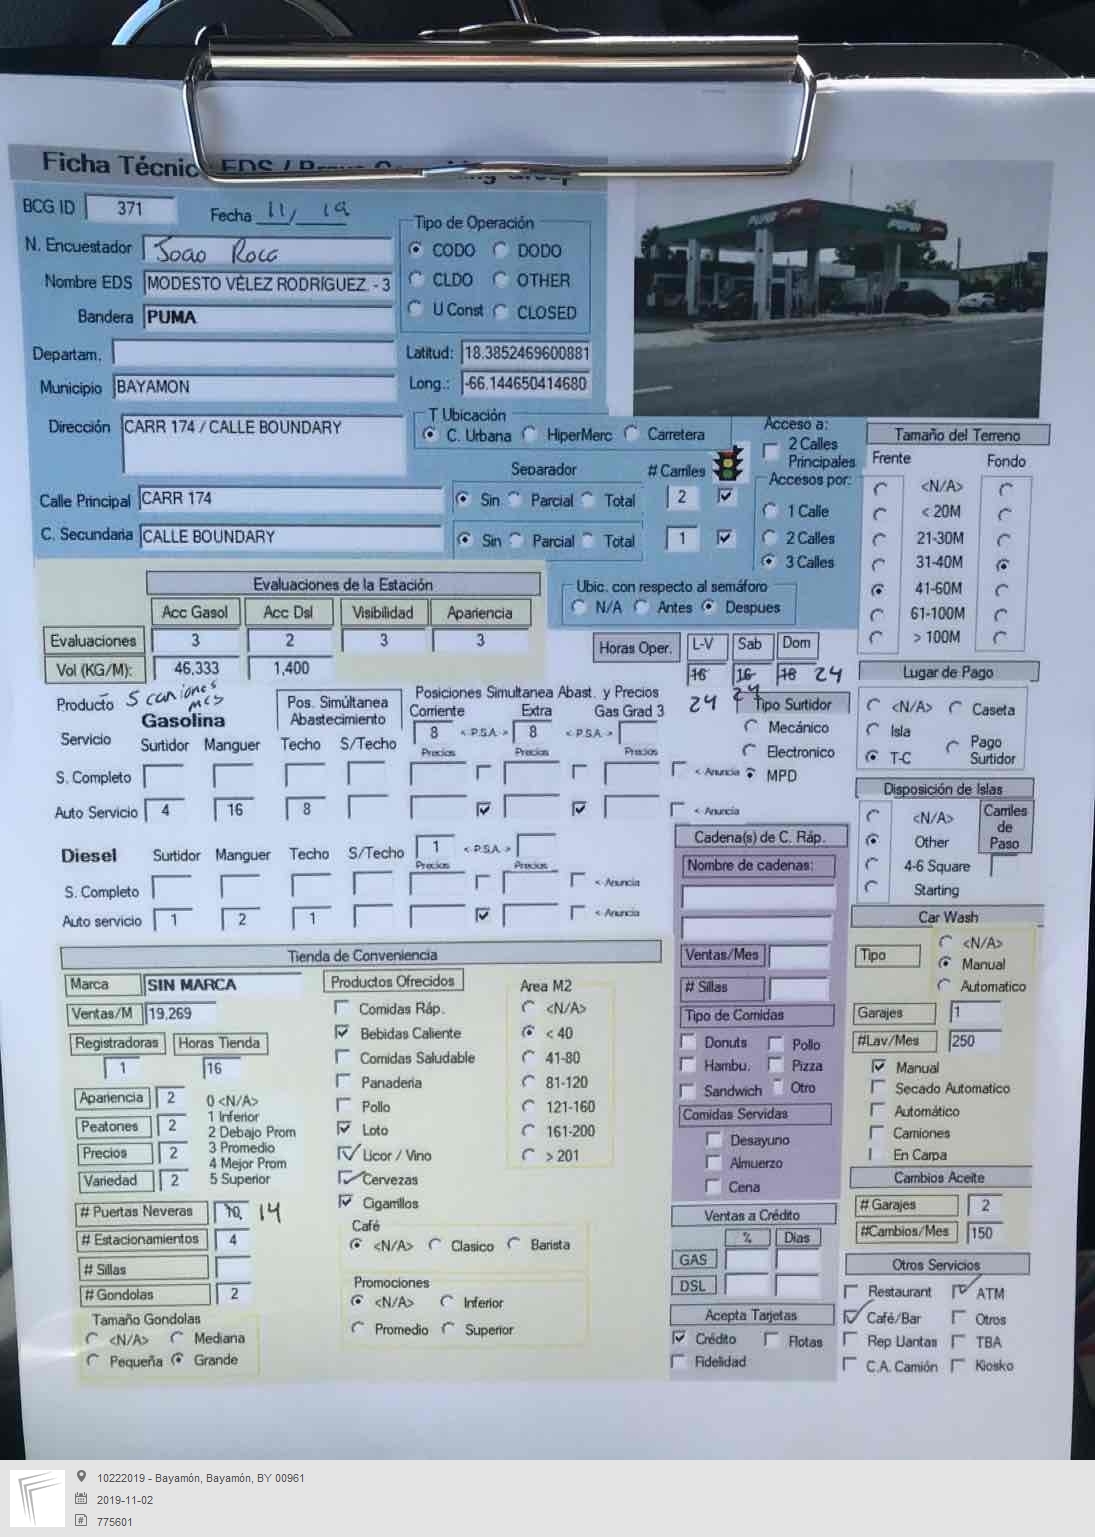 Ficha Técnic EDS /
BCG ID 371 Fecha 11/ 19
N. Encuestador Joao Roca
Nombre EDS MODESTO VÉLEZ RODRÍGUEZ. - 3
Bandera PUMA
Departam.
Municipio BAYAMON
Dirección CARR 174 / CALLE BOUNDARY
Calle Principal CARR 174
C. Secundaria CALLE BOUNDARY
Tipo de Operación
CODO DODO
CLDO OTHER
U Const CLOSED
Latitud: 18.3852469600881
Long.: -66.144650414680
T Ubicación
C. Urbana HiperMerc Carretera
Separador # Carriles
Sin Parcial Total 2
Sin Parcial Total 1
Acceso a:
2 Calles
Principales
Accesos por:
1 Calle
2 Calles
3 Calles
Ubic. con respecto al semáforo
N/A Antes Despues
PUMA
Tamaño del Terreno
Frente Fondo
<N/A>
< 20M
21-30M
31-40M
41-60M
61-100M
> 100M
Evaluaciones de la Estación
Acc Gasol Acc Dsl Visibilidad Apariencia
Evaluaciones 3 2 3 3
Vol (KG/M): 46,333 1,400
Horas Oper. L-V Sab Dom
16 16 18 24
24 24
Producto 5 camiones
mes
Gasolina
Pos. Simúltanea
Abastecimiento
Posiciones Simultanea Abast. y Precios
Corriente Extra Gas Grad 3
8 < P.S.A. > 8 < P.S.A. >
Precios Precios Precios
Servicio Surtidor Manguer Techo S/Techo
S. Completo < Anuncia
Auto Servicio 4 16 8 < Anuncia
Tipo Surtidor
Mecánico
Electronico
MPD
Diesel Surtidor Manguer Techo S/Techo 1 < P.S.A. >
Precios Precios
S. Completo < Anuncia
Auto servicio 1 2 1 < Anuncia
Lugar de Pago
<N/A> Caseta
Isla
T-C Pago
Surtidor
Disposición de Islas
<N/A> Carriles
de
Paso
Other
4-6 Square
Starting
Tienda de Conveniencia
Marca SIN MARCA
Ventas/M 19,269
Registradoras Horas Tienda
1 16
Apariencia 2
Peatones 2
Precios 2
Variedad 2
0 <N/A>
1 Inferior
2 Debajo Prom
3 Promedio
4 Mejor Prom
5 Superior
# Puertas Neveras 10 14
# Estacionamientos 4
# Sillas
# Gondolas 2
Tamaño Gondolas
<N/A> Mediana
Pequeña Grande
Productos Ofrecidos
Comidas Ráp.
Bebidas Caliente
Comidas Saludable
Panaderia
Pollo
Loto
Licor / Vino
Cervezas
Cigarrillos
Area M2
<N/A>
< 40
41-80
81-120
121-160
161-200
> 201
Café
<N/A> Clasico Barista
Promociones
<N/A> Inferior
Promedio Superior
Cadena(s) de C. Ráp.
Nombre de cadenas:
Ventas/Mes
# Sillas
Tipo de Comidas
Donuts Pollo
Hambu. Pizza
Sandwich Otro
Comidas Servidas
Desayuno
Almuerzo
Cena
Ventas a Crédito
% Dias
GAS
DSL
Acepta Tarjetas
Crédito Flotas
Fidelidad
Car Wash
Tipo <N/A>
Manual
Automatico
Garajes 1
#Lav/Mes 250
Manual
Secado Automatico
Automático
Camiones
En Carpa
Cambios Aceite
# Garajes 2
#Cambios/Mes 150
Otros Servicios
Restaurant ATM
Café/Bar Otros
Rep Llantas TBA
C.A. Camión Kiosko
10222019 - Bayamón, Bayamón, BY 00961
2019-11-02
775601